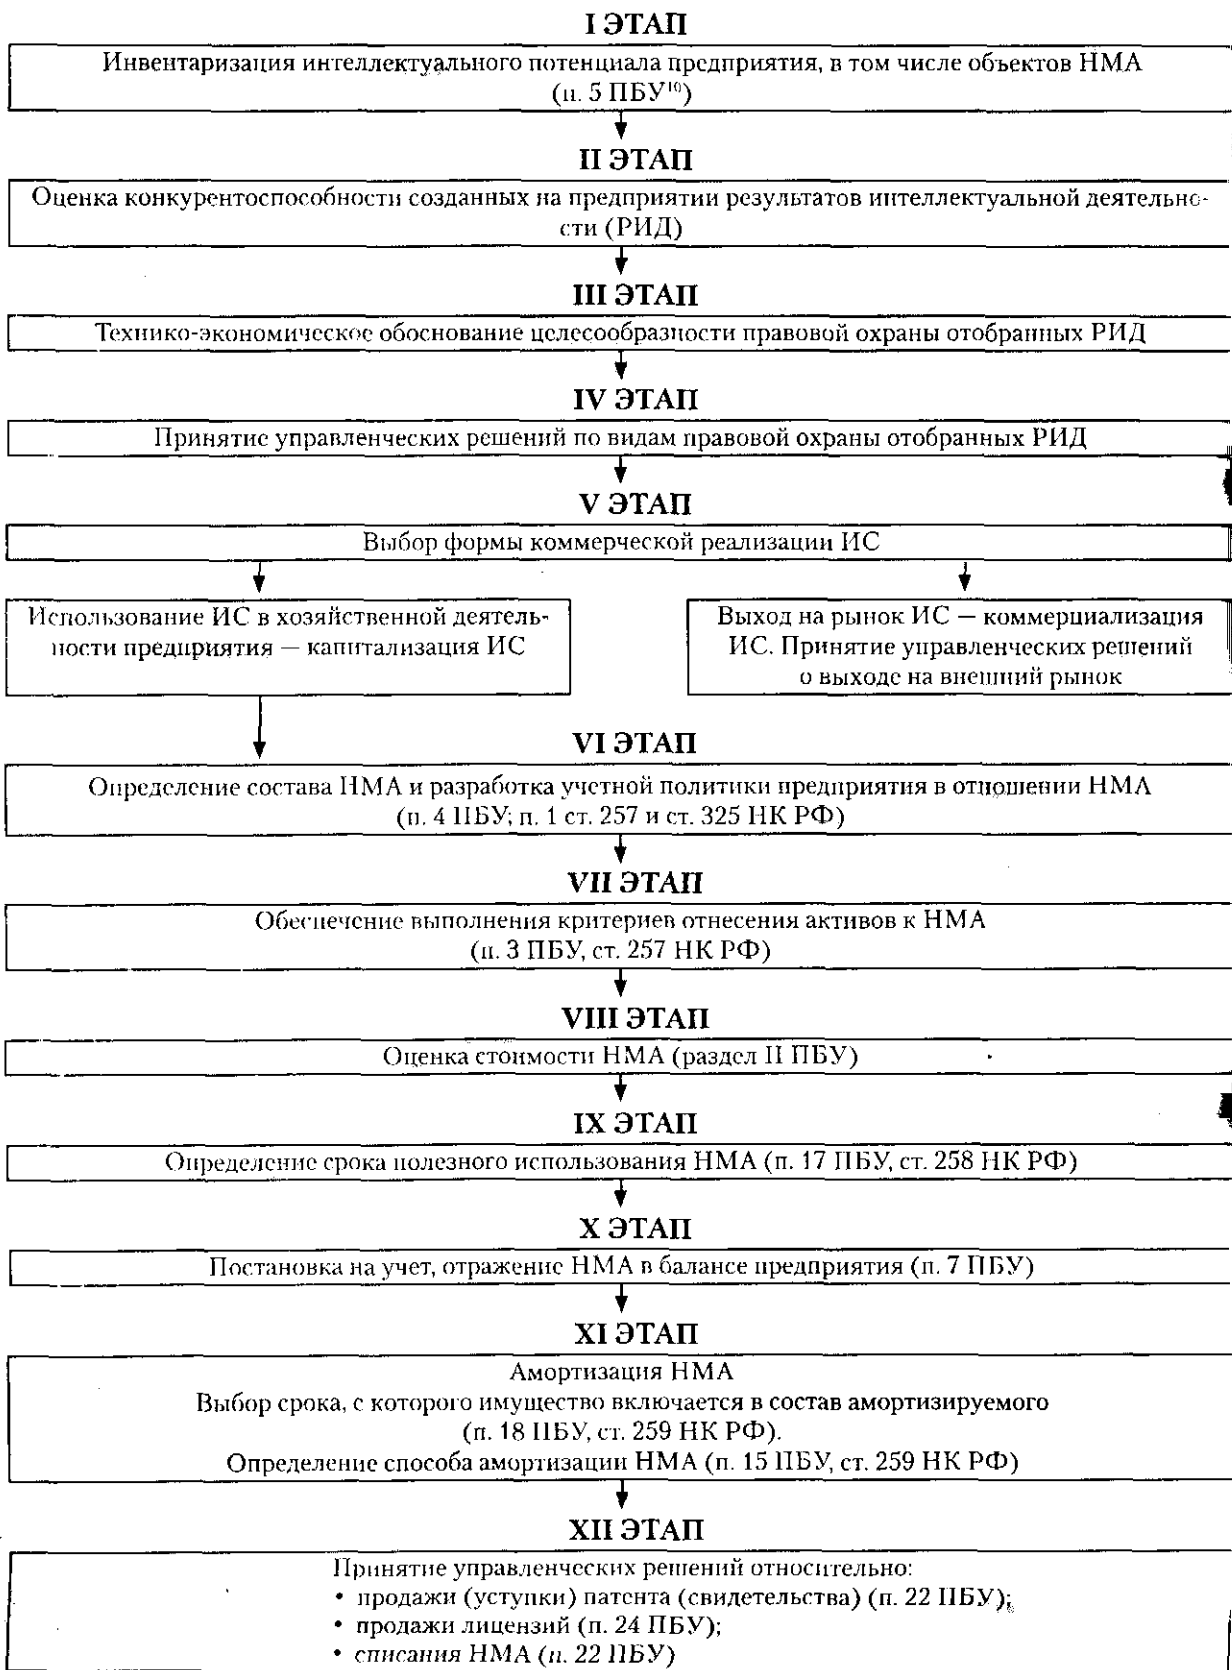 I ЭТАП
Инвентаризация интеллектуального потенциала предприятия, в том числе объектов НМА
(п. 5 ПБУ¹⁰)
II ЭТАП
Оценка конкурентоспособности созданных на предприятии результатов интеллектуальной деятельно-
сти (РИД)
III ЭТАП
Технико-экономическое обоснование целесообразности правовой охраны отобранных РИД
IV ЭТАП
Принятие управленческих решений по видам правовой охраны отобранных РИД
V ЭТАП
Выбор формы коммерческой реализации ИС
Использование ИС в хозяйственной деятель-
ности предприятия — капитализация ИС
Выход на рынок ИС — коммерциализация
ИС. Принятие управленческих решений
о выходе на внешний рынок
VI ЭТАП
Определение состава НМА и разработка учетной политики предприятия в отношении НМА
(п. 4 ПБУ; п. 1 ст. 257 и ст. 325 НК РФ)
VII ЭТАП
Обеспечение выполнения критериев отнесения активов к НМА
(п. 3 ПБУ, ст. 257 НК РФ)
VIII ЭТАП
Оценка стоимости НМА (раздел II ПБУ)
IX ЭТАП
Определение срока полезного использования НМА (п. 17 ПБУ, ст. 258 НК РФ)
X ЭТАП
Постановка на учет, отражение НМА в балансе предприятия (п. 7 ПБУ)
XI ЭТАП
Амортизация НМА
Выбор срока, с которого имущество включается в состав амортизируемого
(п. 18 ПБУ, ст. 259 НК РФ).
Определение способа амортизации НМА (п. 15 ПБУ, ст. 259 НК РФ)
XII ЭТАП
Принятие управленческих решений относительно:
• продажи (уступки) патента (свидетельства) (п. 22 ПБУ);
• продажи лицензий (п. 24 ПБУ);
• списания НМА (п. 22 ПБУ)